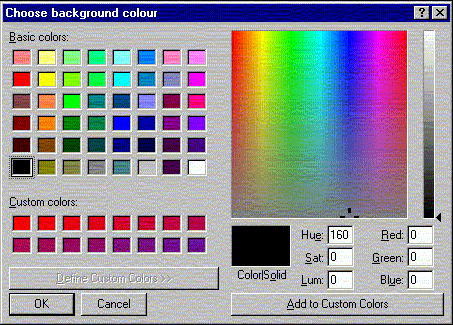 Choose background colour
Basic colors:
Custom colors:
Define Custom Colors >>
OK Cancel
Color|Solid
Hue: 160 Red: 0
Sat: 0 Green: 0
Lum: 0 Blue: 0
Add to Custom Colors